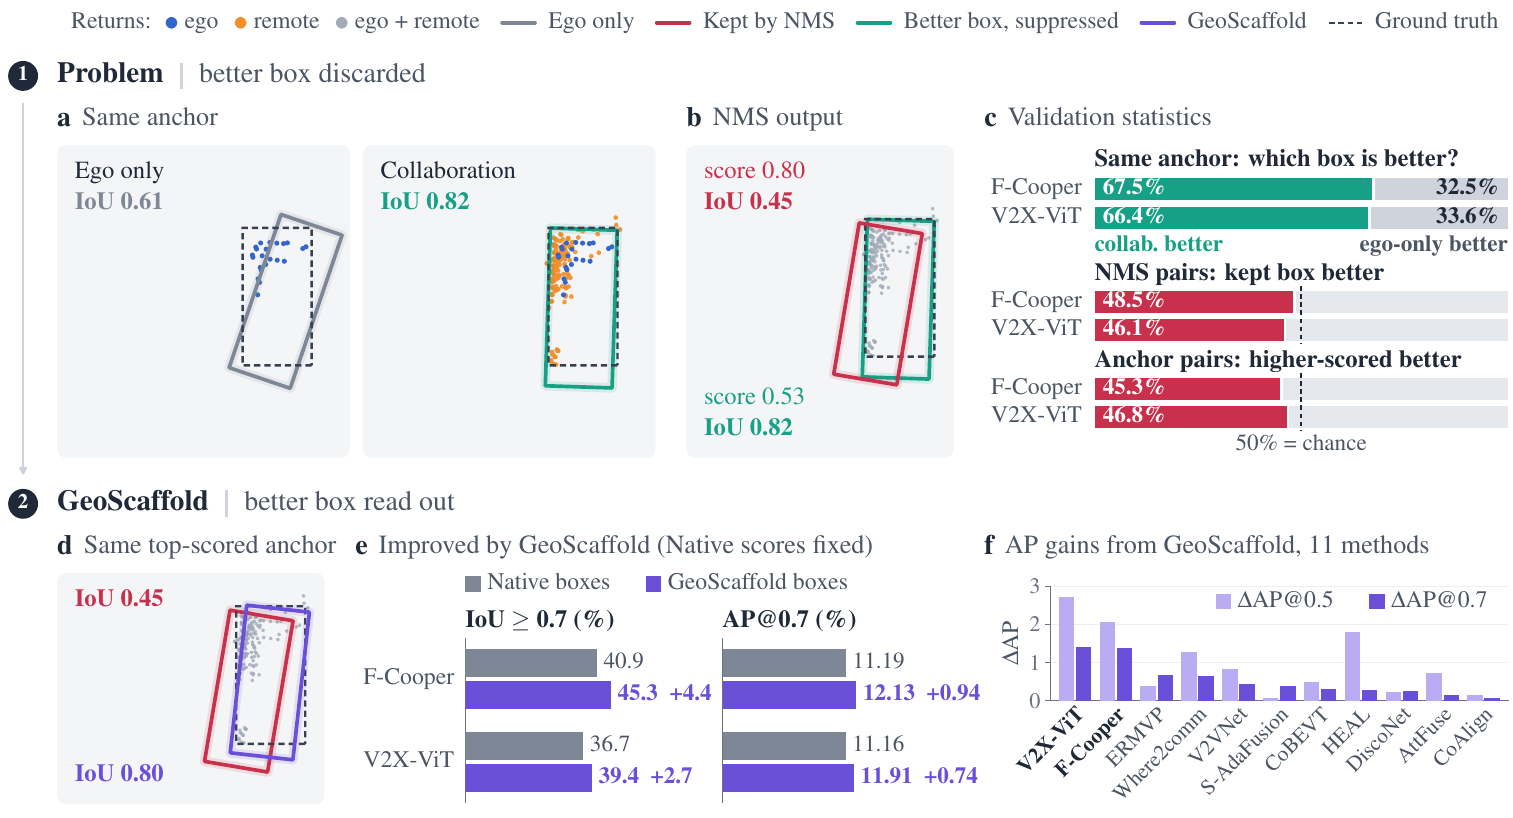 Returns: ego remote ego + remote Ego only Kept by NMS Better box, suppressed GeoScaffold Ground truth
1 Problem | better box discarded
a Same anchor
Ego only
IoU 0.61
Collaboration
IoU 0.82
b NMS output
score 0.80
IoU 0.45
score 0.53
IoU 0.82
c Validation statistics
Same anchor: which box is better?
F-Cooper 67.5% 32.5%
V2X-ViT 66.4% 33.6%
collab. better ego-only better
NMS pairs: kept box better
F-Cooper 48.5%
V2X-ViT 46.1%
Anchor pairs: higher-scored better
F-Cooper 45.3%
V2X-ViT 46.8%
50% = chance
2 GeoScaffold | better box read out
d Same top-scored anchor
IoU 0.45
IoU 0.80
e Improved by GeoScaffold (Native scores fixed)
Native boxes GeoScaffold boxes
IoU ≥ 0.7 (%) AP@0.7 (%)
F-Cooper
40.9 11.19
45.3 +4.4 12.13 +0.94
V2X-ViT
36.7 11.16
39.4 +2.7 11.91 +0.74
f AP gains from GeoScaffold, 11 methods
ΔAP@0.5 ΔAP@0.7
ΔAP
3
2
1
0
V2X-ViT
F-Cooper
ERMVP
Where2comm
V2VNet
S-AdaFusion
CoBEVT
HEAL
DiscoNet
AttFuse
CoAlign